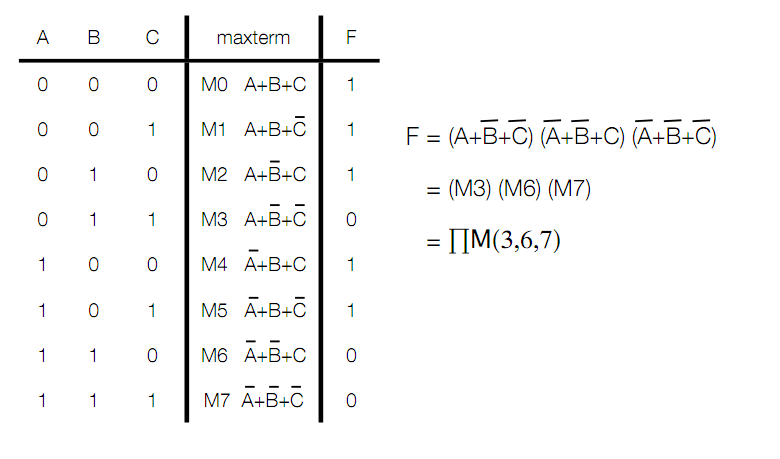 A B C maxterm F
0 0 0 M0 A+B+C 1
0 0 1 M1 A+B+C̅ 1
0 1 0 M2 A+B̅+C 1
0 1 1 M3 A+B̅+C̅ 0
1 0 0 M4 A̅+B+C 1
1 0 1 M5 A̅+B+C̅ 1
1 1 0 M6 A̅+B̅+C 0
1 1 1 M7 A̅+B̅+C̅ 0
F = (A+B̅+C̅) (A̅+B̅+C) (A̅+B̅+C̅)
= (M3) (M6) (M7)
= ∏M(3,6,7)